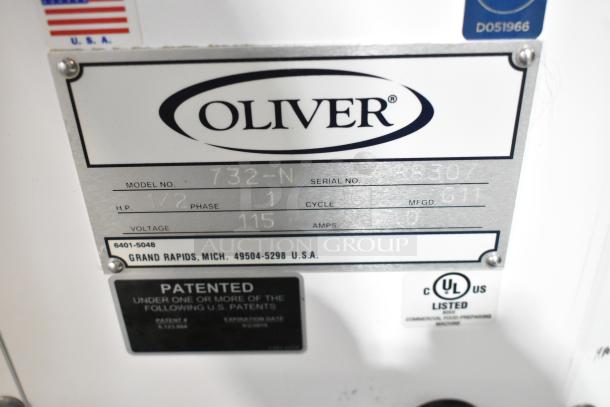 U.S.A.
D051966
OLIVER®
MODEL NO. 732-N SERIAL NO.
H.P. 1/2 PHASE 1 CYCLE MFGD. G11
VOLTAGE 115 AMPS
6401-5048
GRAND RAPIDS, MICH. 49504-5298 U.S.A.
AUCTION GROUP
PATENTED
UNDER ONE OR MORE OF THE
FOLLOWING U.S. PATENTS
PATENT # EXPIRATION DATE
C UL US
LISTED
COMMERCIAL FOOD-PREPARING
MACHINE